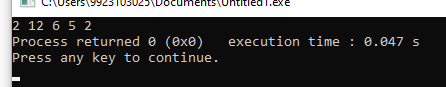 C:\Users\9923103025\Documents\Untitled1.exe
2 12 6 5 2
Process returned 0 (0x0)   execution time : 0.047 s
Press any key to continue.